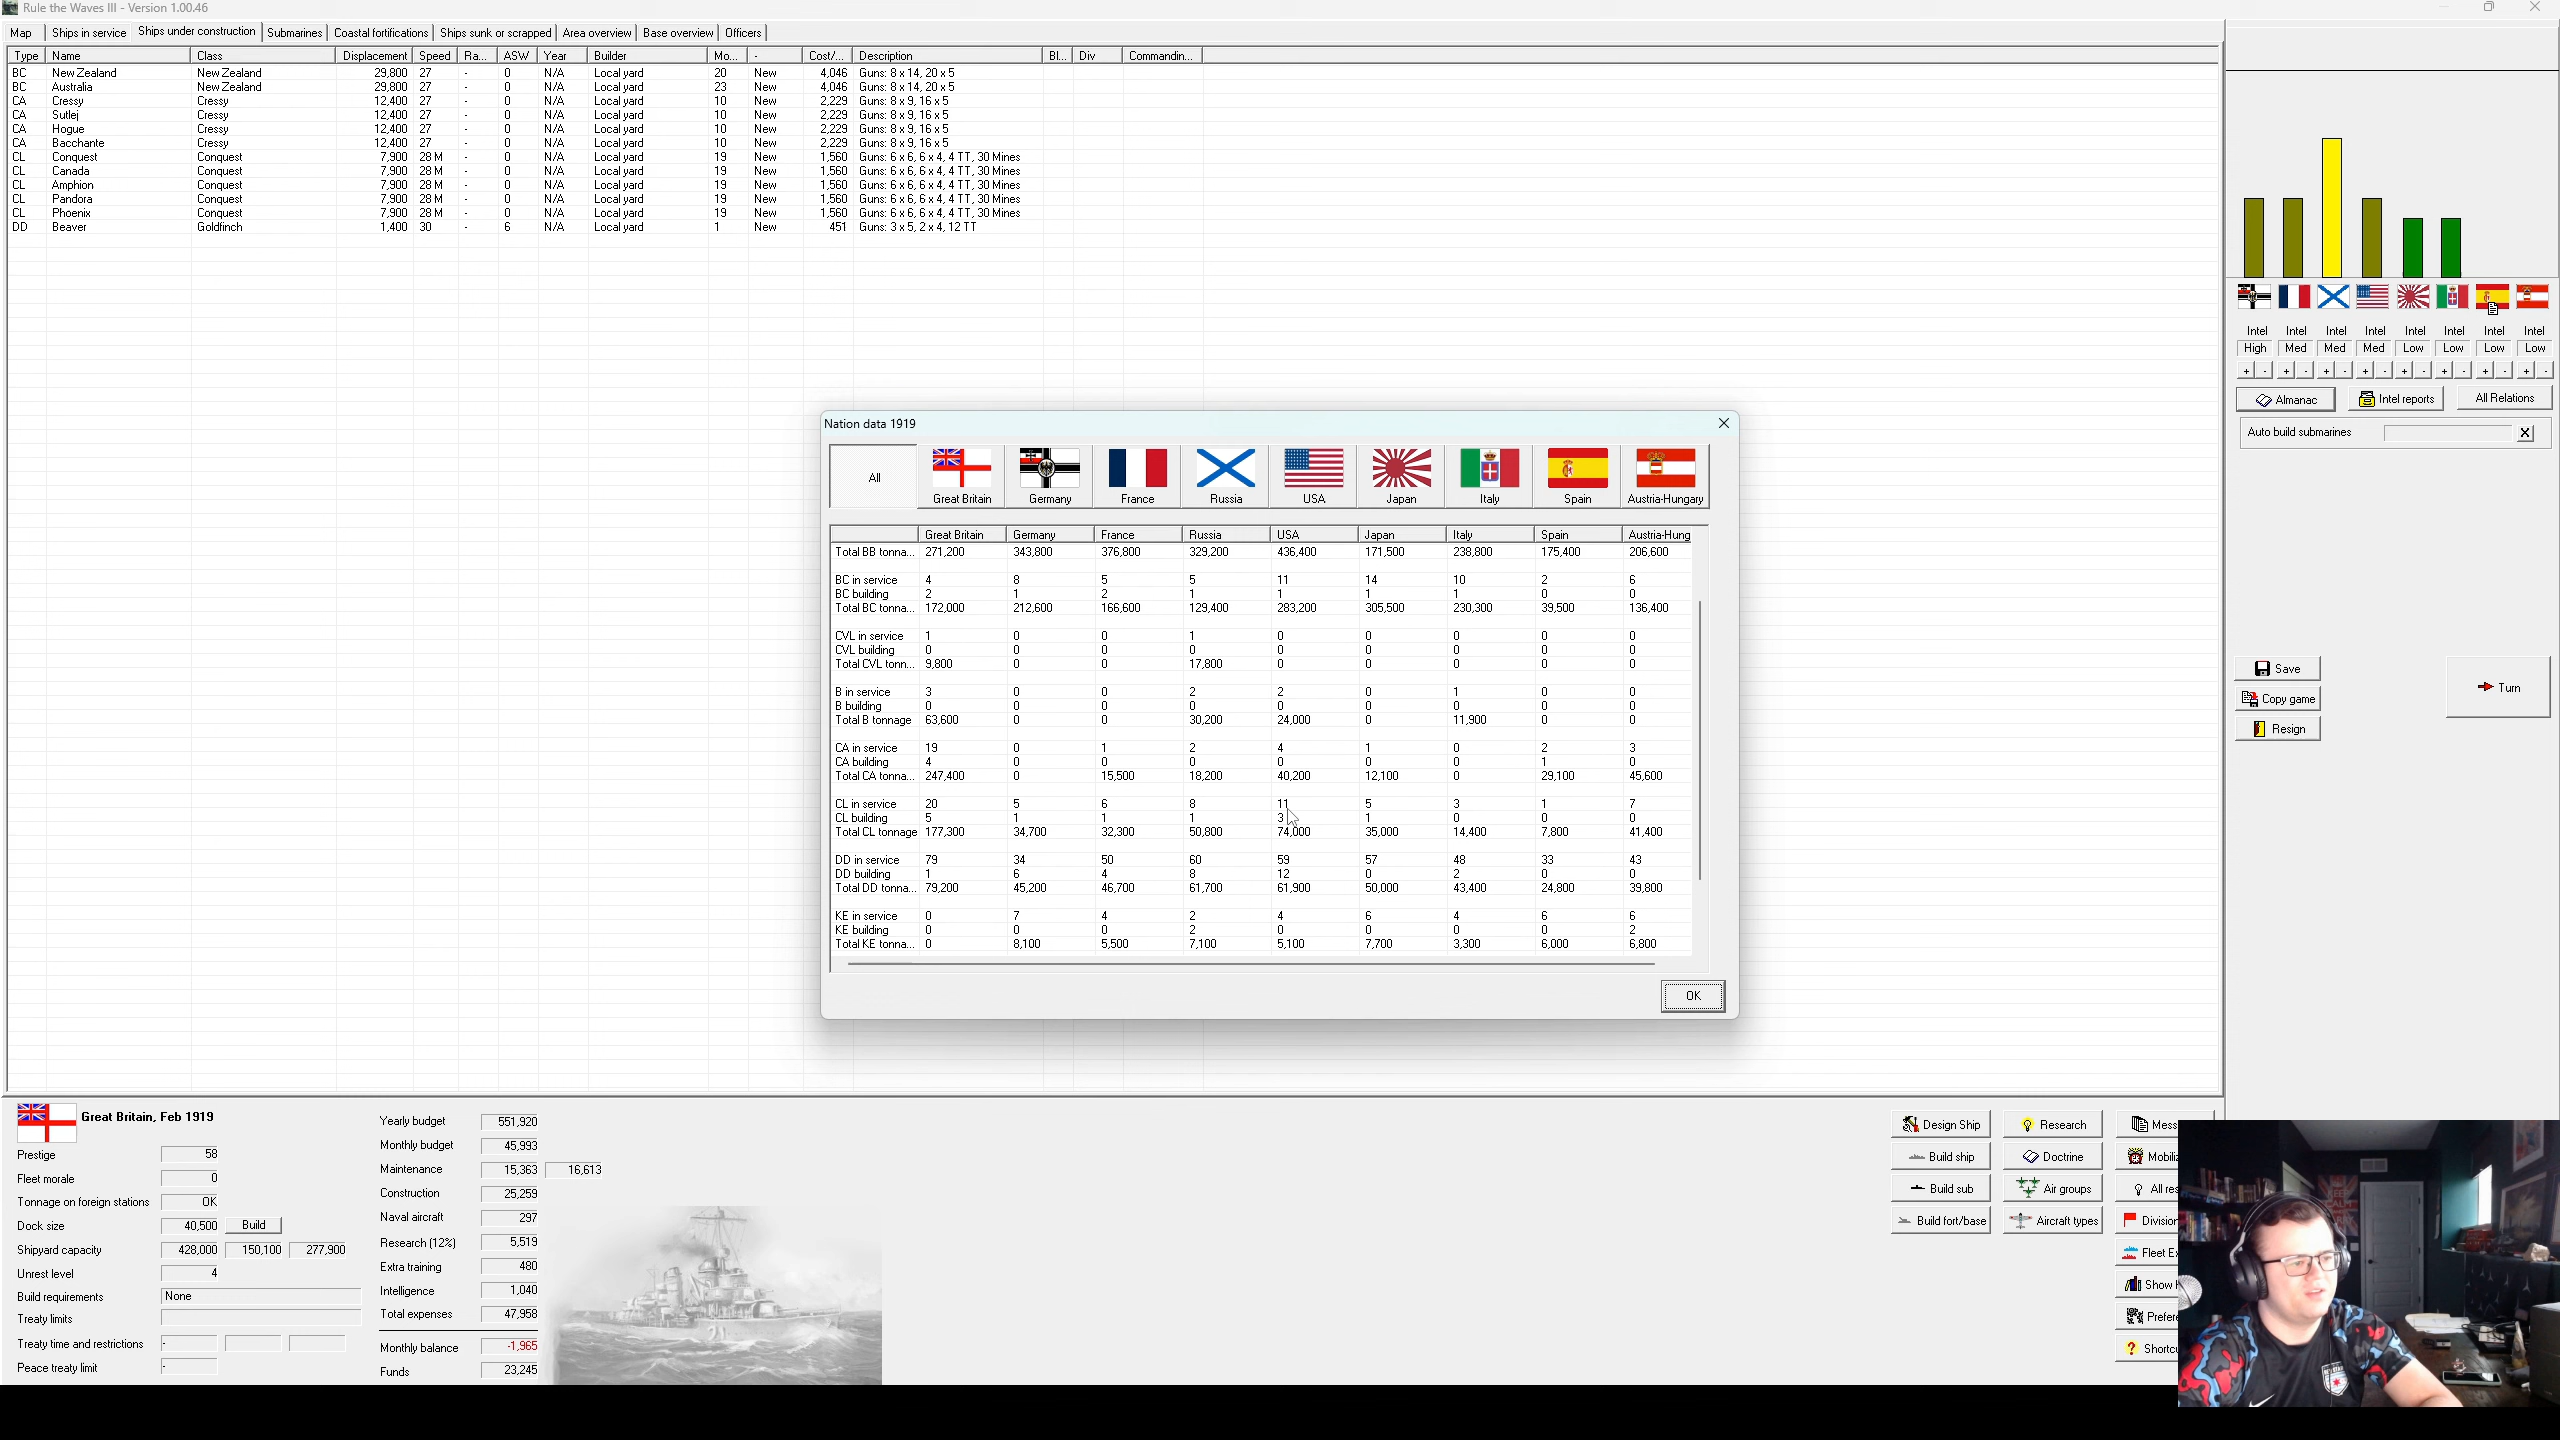 Rule the Waves III - Version 1.00.46
Map Ships in service Ships under construction Submarines Coastal fortifications Ships sunk or scrapped Area overview Base overview Officers
Type Name Class Displacement Speed Ra... ASW Year Builder Mo... - Cost/... Description Bl... Div Commandin...
BC New Zealand New Zealand 29,800 27 - 0 N/A Local yard 20 New 4,046 Guns: 8 x 14, 20 x 5
BC Australia New Zealand 29,800 27 - 0 N/A Local yard 23 New 4,046 Guns: 8 x 14, 20 x 5
CA Cressy Cressy 12,400 27 - 0 N/A Local yard 10 New 2,229 Guns: 8 x 9, 16 x 5
CA Sutlej Cressy 12,400 27 - 0 N/A Local yard 10 New 2,229 Guns: 8 x 9, 16 x 5
CA Hogue Cressy 12,400 27 - 0 N/A Local yard 10 New 2,229 Guns: 8 x 9, 16 x 5
CA Bacchante Cressy 12,400 27 - 0 N/A Local yard 10 New 2,229 Guns: 8 x 9, 16 x 5
CL Conquest Conquest 7,900 28 M - 0 N/A Local yard 19 New 1,560 Guns: 6 x 6, 6 x 4, 4 TT, 30 Mines
CL Canada Conquest 7,900 28 M - 0 N/A Local yard 19 New 1,560 Guns: 6 x 6, 6 x 4, 4 TT, 30 Mines
CL Amphion Conquest 7,900 28 M - 0 N/A Local yard 19 New 1,560 Guns: 6 x 6, 6 x 4, 4 TT, 30 Mines
CL Pandora Conquest 7,900 28 M - 0 N/A Local yard 19 New 1,560 Guns: 6 x 6, 6 x 4, 4 TT, 30 Mines
CL Phoenix Conquest 7,900 28 M - 0 N/A Local yard 19 New 1,560 Guns: 6 x 6, 6 x 4, 4 TT, 30 Mines
DD Beaver Goldfinch 1,400 30 - 6 N/A Local yard 1 New 451 Guns: 3 x 5, 2 x 4, 12 TT
Intel Intel Intel Intel Intel Intel Intel Intel
High Med Med Med Low Low Low Low
+ - + - + - + - + - + - + - + -
Almanac Intel reports All Relations
Auto build submarines X
Save
Copy game
Resign
Turn
Nation data 1919
All Great Britain Germany France Russia USA Japan Italy Spain Austria-Hungary
Great Britain Germany France Russia USA Japan Italy Spain Austria-Hung
Total BB tonna... 271,200 343,800 376,800 329,200 436,400 171,500 238,800 175,400 206,600
BC in service 4 8 5 5 11 14 10 2 6
BC building 2 1 2 1 1 1 1 0 0
Total BC tonna... 172,000 212,600 166,600 129,400 283,200 305,500 230,300 39,500 136,400
CVL in service 1 0 0 1 0 0 0 0 0
CVL building 0 0 0 0 0 0 0 0 0
Total CVL tonn... 9,800 0 0 17,800 0 0 0 0 0
B in service 3 0 0 2 2 0 1 0 0
B building 0 0 0 0 0 0 0 0 0
Total B tonnage 63,600 0 0 30,200 24,000 0 11,900 0 0
CA in service 19 0 1 2 4 1 0 2 3
CA building 4 0 0 0 0 0 0 1 0
Total CA tonna... 247,400 0 15,500 18,200 40,200 12,100 0 29,100 45,600
CL in service 20 5 6 8 11 5 3 1 7
CL building 5 1 1 1 3 1 0 0 0
Total CL tonnage 177,300 34,700 32,300 50,800 74,000 35,000 14,400 7,800 41,400
DD in service 79 34 50 60 59 57 48 33 43
DD building 1 6 4 8 12 0 2 0 0
Total DD tonna... 79,200 45,200 46,700 61,700 61,900 50,000 43,400 24,800 39,800
KE in service 0 7 4 2 4 6 4 6 6
KE building 0 0 0 2 0 0 0 0 2
Total KE tonna... 0 8,100 5,500 7,100 5,100 7,700 3,300 6,000 6,800
OK
Great Britain, Feb 1919
Prestige 58
Fleet morale 0
Tonnage on foreign stations OK
Dock size 40,500 Build
Shipyard capacity 428,000 150,100 277,900
Unrest level 4
Build requirements None
Treaty limits
Treaty time and restrictions -
Peace treaty limit -
Yearly budget 551,920
Monthly budget 45,993
Maintenance 15,363 16,613
Construction 25,259
Naval aircraft 297
Research (12%) 5,519
Extra training 480
Intelligence 1,040
Total expenses 47,958
Monthly balance -1,965
Funds 23,245
Design Ship Research Mess
Build ship Doctrine Mobiliz
Build sub Air groups All res
Build fort/base Aircraft types Division
Fleet Ex
Show
Prefere
Shortcu